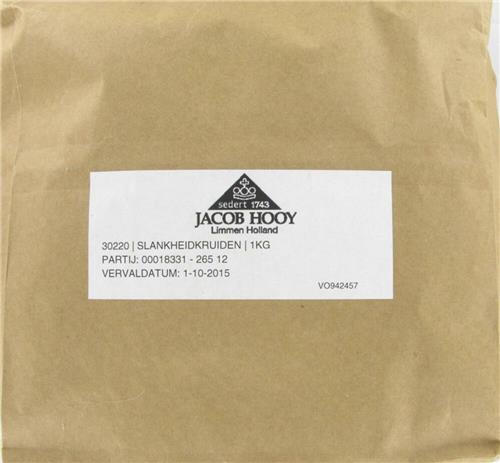 sedert 1743
JACOB HOOY
Limmen Holland
30220 | SLANKHEIDKRUIDEN | 1KG
PARTIJ: 00018331 - 265 12
VERVALDATUM: 1-10-2015
VO942457